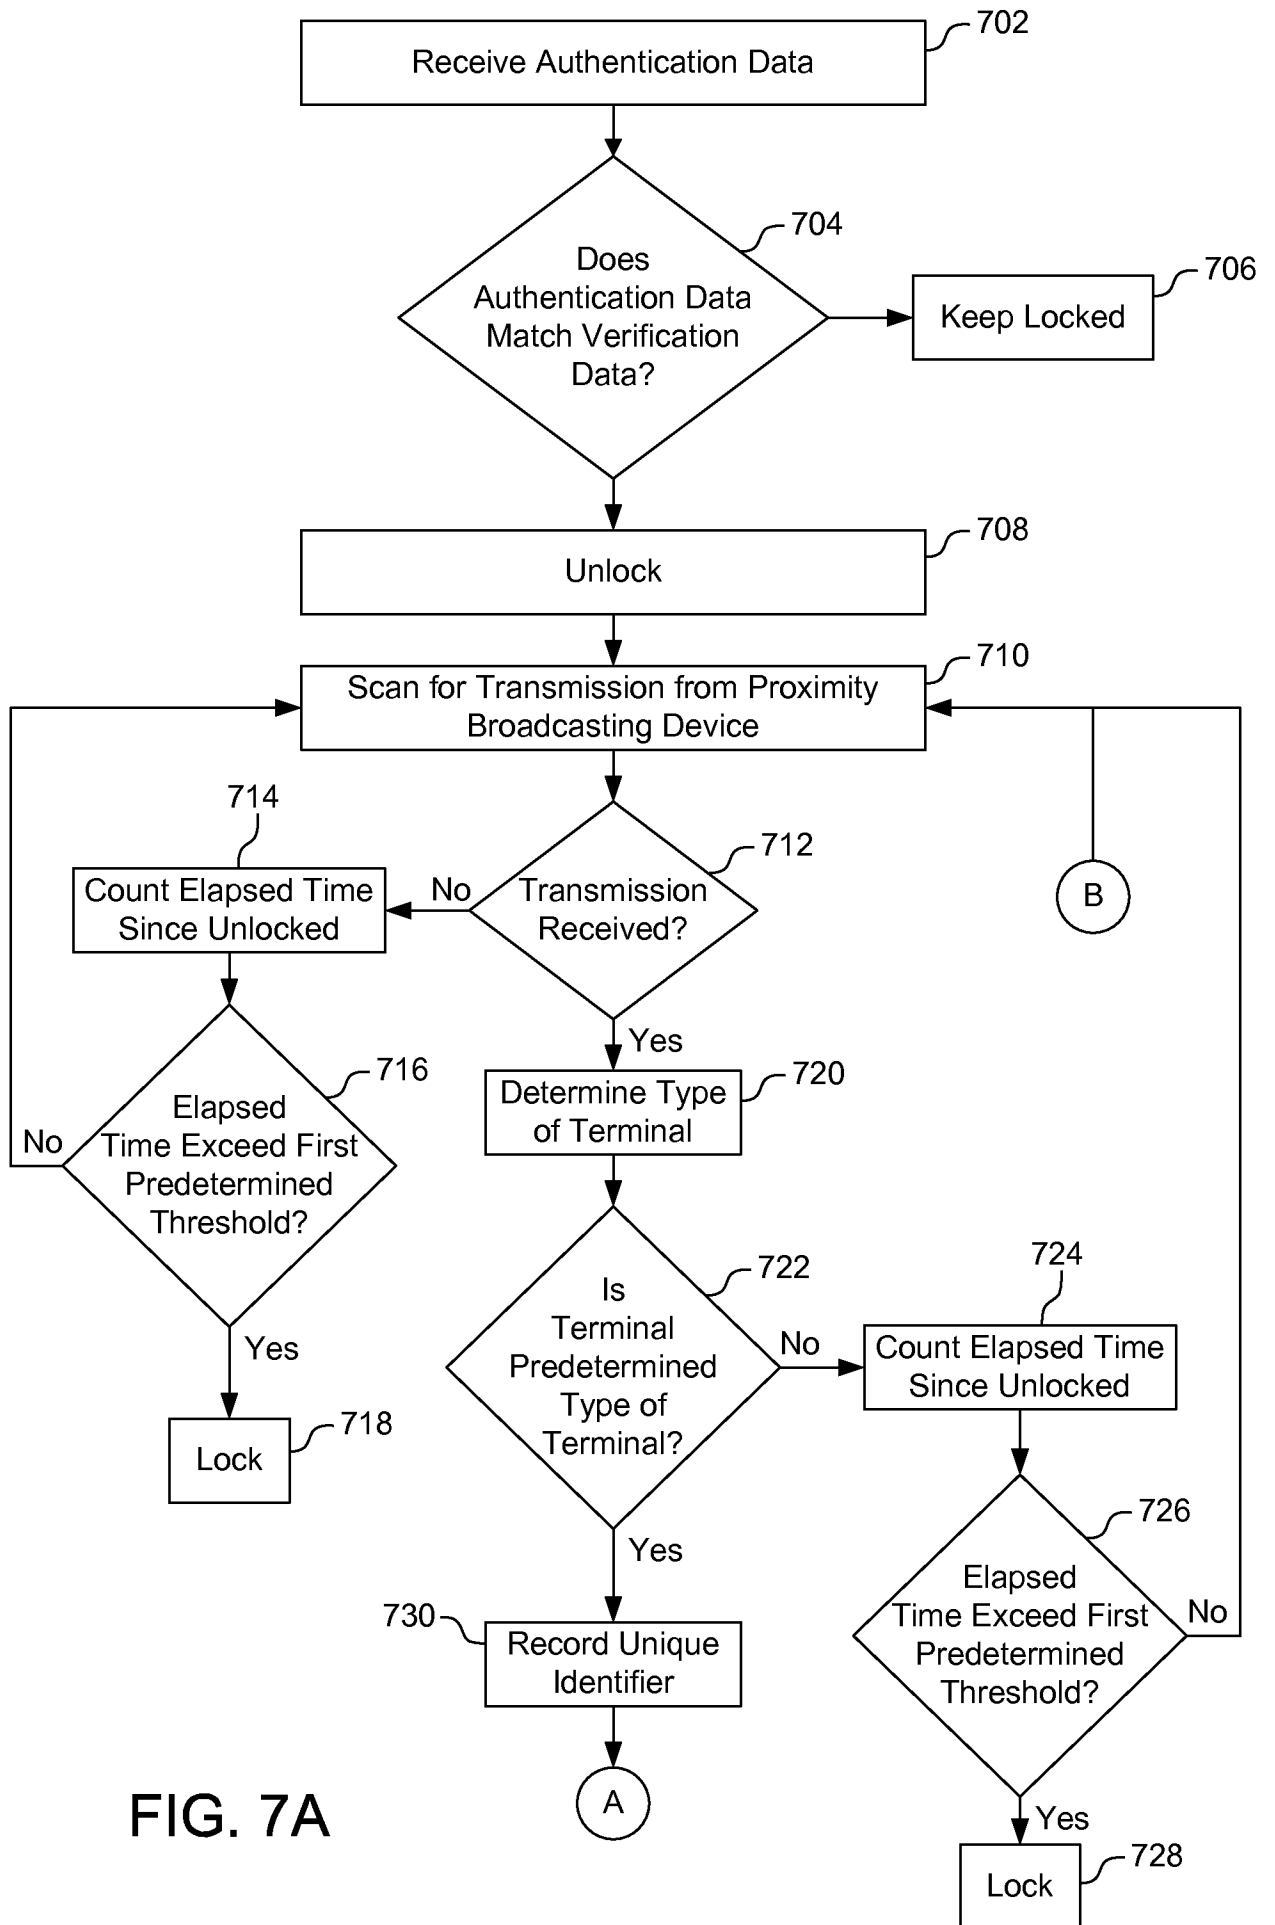 702
Receive Authentication Data
704
Does
Authentication Data
Match Verification
Data?
706
Keep Locked
708
Unlock
710
Scan for Transmission from Proximity
Broadcasting Device
714
Count Elapsed Time
Since Unlocked
No
712
Transmission
Received?
B
Yes
716
Elapsed
Time Exceed First
Predetermined
Threshold?
No
Yes
718
Lock
720
Determine Type
of Terminal
722
Is
Terminal
Predetermined
Type of
Terminal?
No
724
Count Elapsed Time
Since Unlocked
Yes
726
Elapsed
Time Exceed First
Predetermined
Threshold?
No
730
Record Unique
Identifier
A
Yes
728
Lock
FIG. 7A